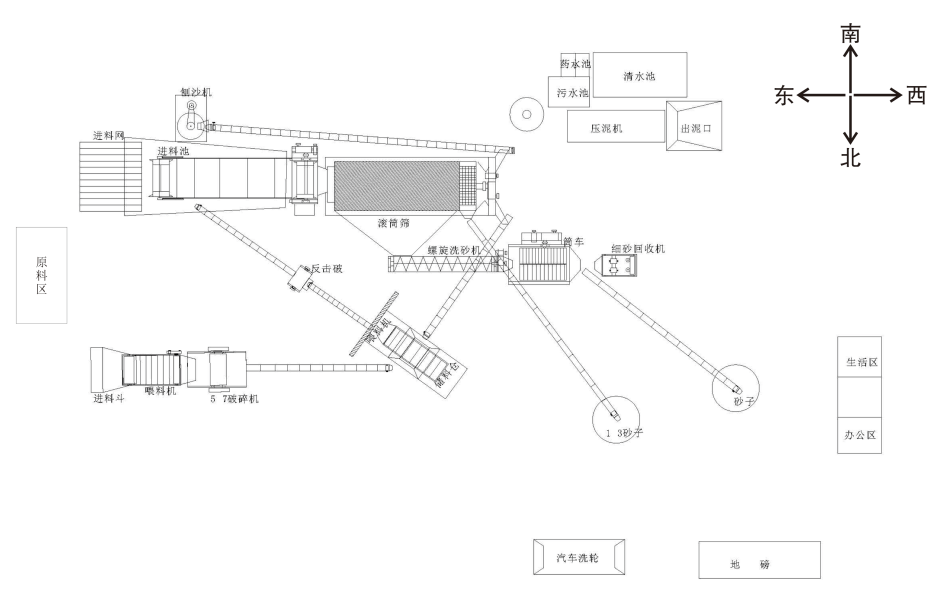 南
药水池
清水池
东
西
刨沙机
污水池
压泥机
出泥口
北
进料网
进料池
滚筒筛
筒车
螺旋洗砂机
细砂回收机
原
料
区
反击破
喂料机
生活区
储料仓
进料斗
喂料机
5 7破碎机
砂子
1 3砂子
办公区
汽车洗轮
地 磅